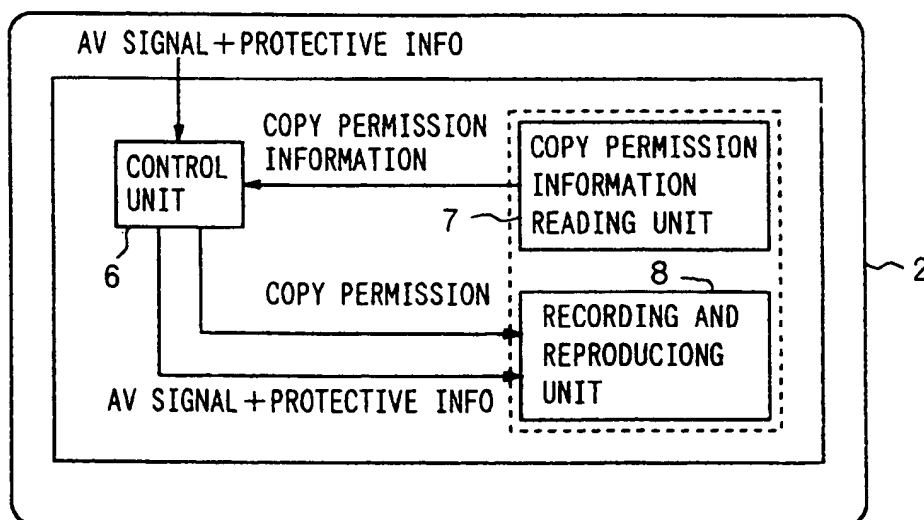 AV SIGNAL+PROTECTIVE INFO
COPY PERMISSION
INFORMATION
CONTROL
UNIT
6
COPY PERMISSION
INFORMATION
READING UNIT
7
2
8
COPY PERMISSION
RECORDING AND
REPRODUCIONG
UNIT
AV SIGNAL+PROTECTIVE INFO